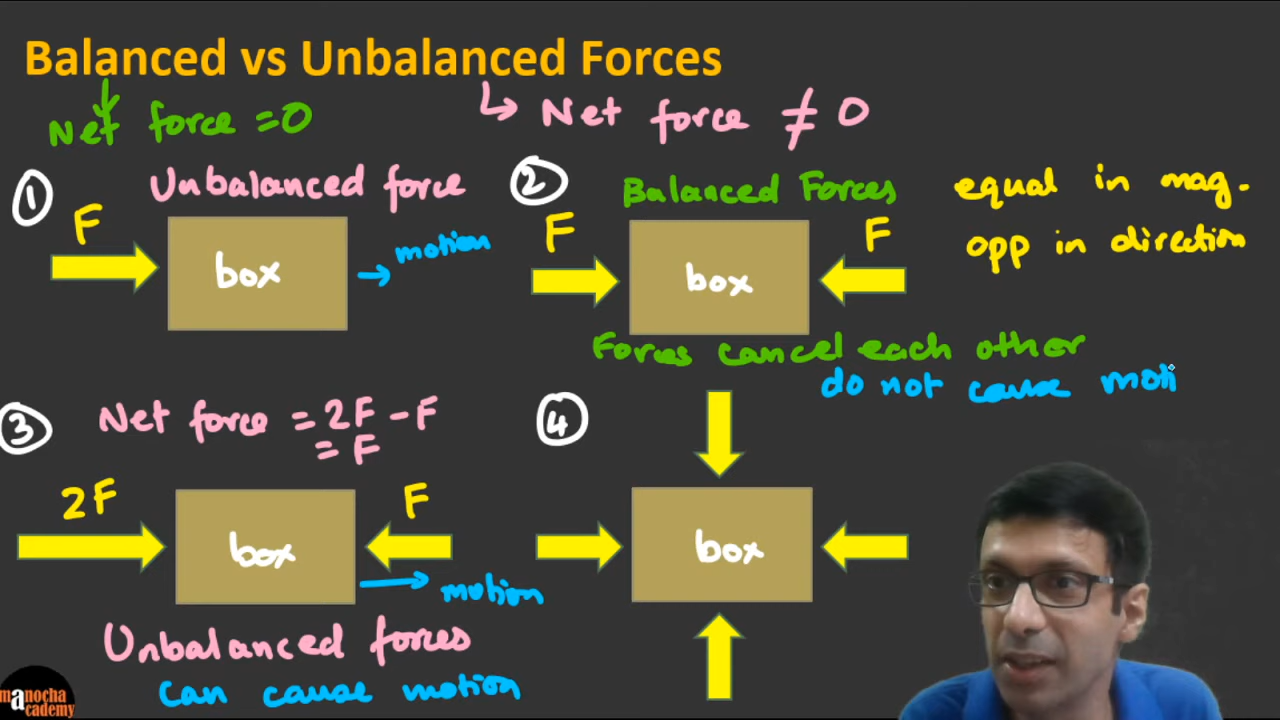 Balanced vs Unbalanced Forces
Net force = 0
↳ Net force ≠ 0
①
Unbalanced force
F
box
→ motion
②
Balanced Forces
F
box
F
equal in mag.
opp in direction
Forces cancel each other
do not cause moti
③
Net force = 2F - F
= F
2F
box
F
→ motion
Unbalanced forces
can cause motion
④
box
manocha
academy